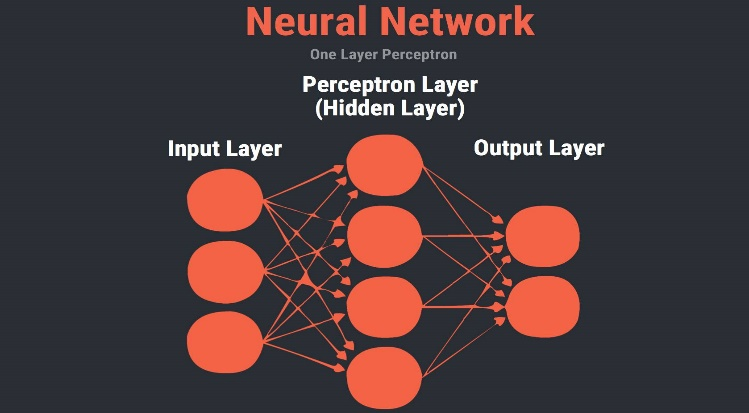 Neural Network
One Layer Perceptron
Perceptron Layer
(Hidden Layer)
Input Layer
Output Layer